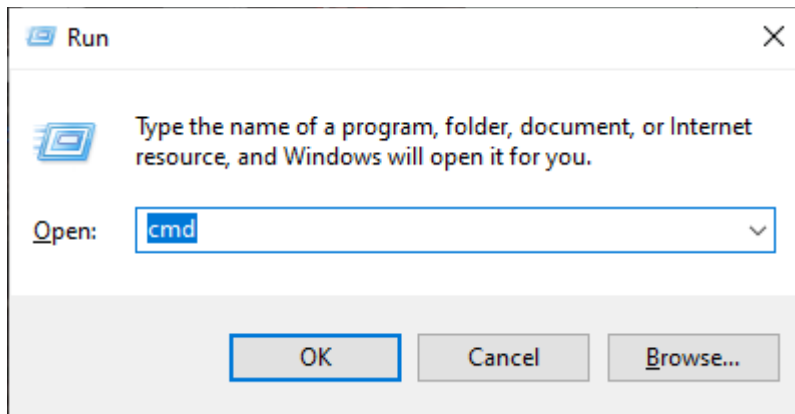 Run
Type the name of a program, folder, document, or Internet
resource, and Windows will open it for you.
Open: cmd
OK Cancel Browse...